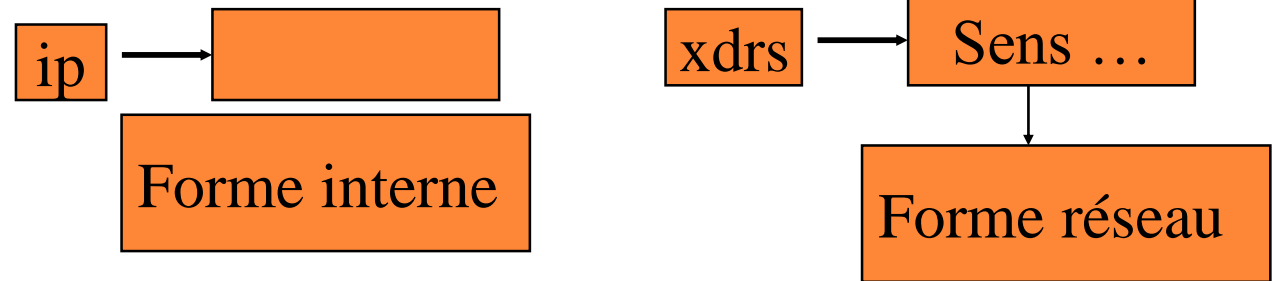 ip
xdrs
Sens …
Forme interne
Forme réseau